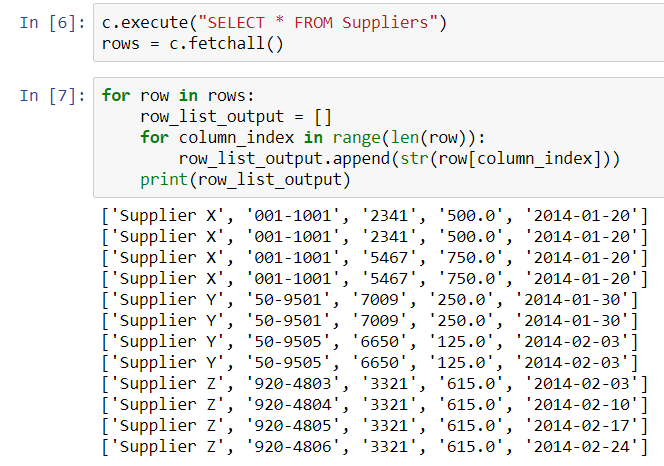 In [6]: c.execute("SELECT * FROM Suppliers")
rows = c.fetchall()
In [7]: for row in rows:
    row_list_output = []
    for column_index in range(len(row)):
        row_list_output.append(str(row[column_index]))
    print(row_list_output)
['Supplier X', '001-1001', '2341', '500.0', '2014-01-20']
['Supplier X', '001-1001', '2341', '500.0', '2014-01-20']
['Supplier X', '001-1001', '5467', '750.0', '2014-01-20']
['Supplier X', '001-1001', '5467', '750.0', '2014-01-20']
['Supplier Y', '50-9501', '7009', '250.0', '2014-01-30']
['Supplier Y', '50-9501', '7009', '250.0', '2014-01-30']
['Supplier Y', '50-9505', '6650', '125.0', '2014-02-03']
['Supplier Y', '50-9505', '6650', '125.0', '2014-02-03']
['Supplier Z', '920-4803', '3321', '615.0', '2014-02-03']
['Supplier Z', '920-4804', '3321', '615.0', '2014-02-10']
['Supplier Z', '920-4805', '3321', '615.0', '2014-02-17']
['Supplier Z', '920-4806', '3321', '615.0', '2014-02-24']